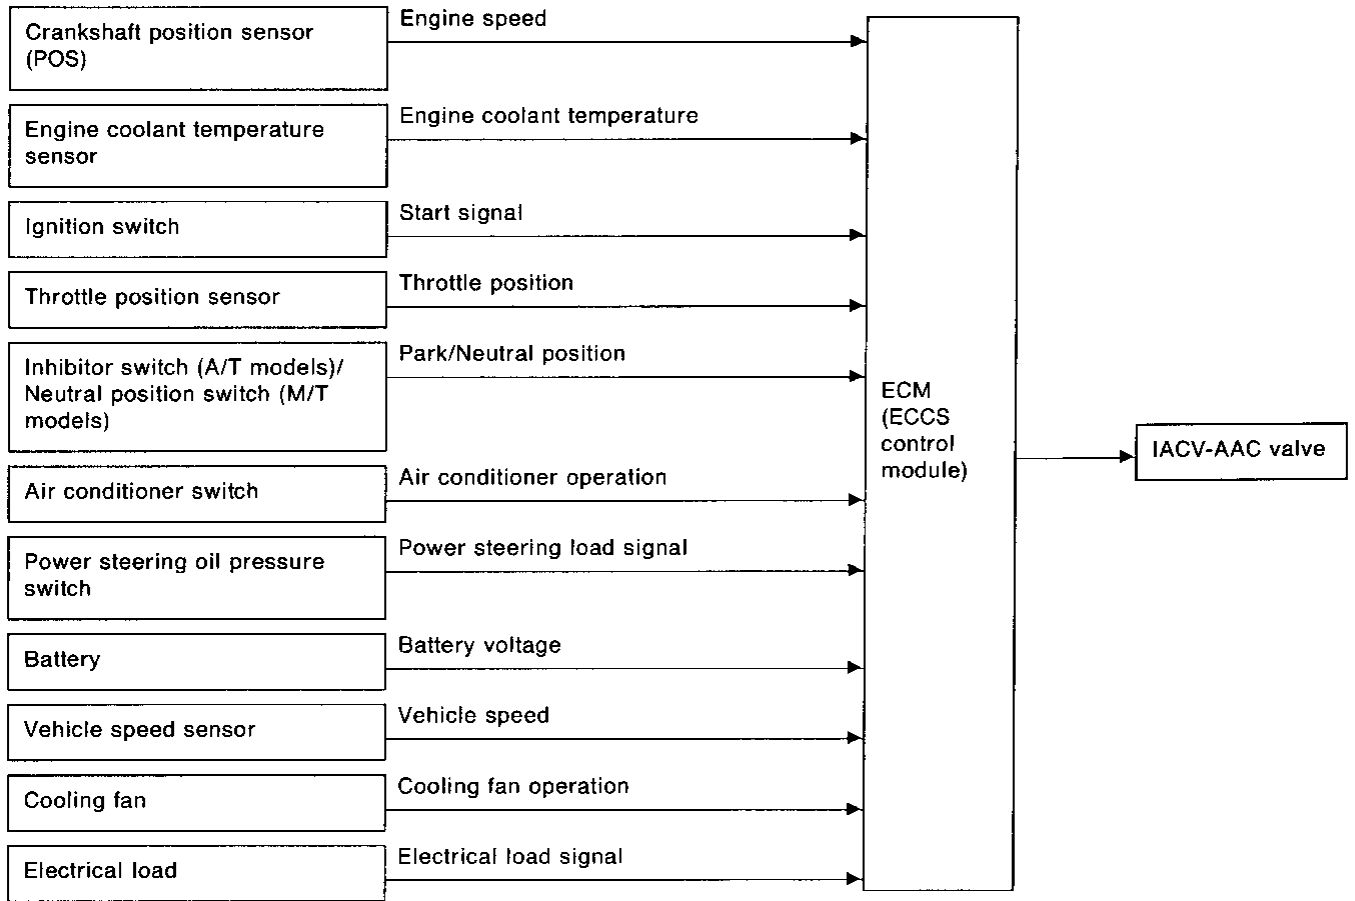 Crankshaft position sensor
(POS)
Engine speed
Engine coolant temperature
sensor
Engine coolant temperature
Ignition switch
Start signal
Throttle position sensor
Throttle position
Inhibitor switch (A/T models)/
Neutral position switch (M/T
models)
Park/Neutral position
Air conditioner switch
Air conditioner operation
Power steering oil pressure
switch
Power steering load signal
Battery
Battery voltage
Vehicle speed sensor
Vehicle speed
Cooling fan
Cooling fan operation
Electrical load
Electrical load signal
ECM
(ECCS
control
module)
IACV-AAC valve